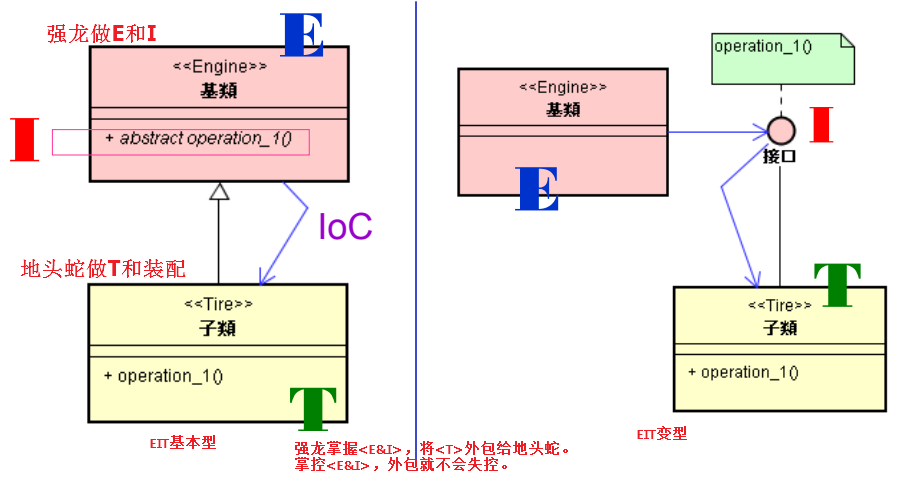 强龙做E和I
E
<<Engine>>
基類
+ abstract operation_1()
I
IoC
地头蛇做T和装配
<<Tire>>
子類
+ operation_1()
T
EIT基本型
operation_1()
<<Engine>>
基類
E
I
接口
T
<<Tire>>
子類
+ operation_1()
EIT变型
强龙掌握<E&I>，将<T>外包给地头蛇。
掌控<E&I>，外包就不会失控。